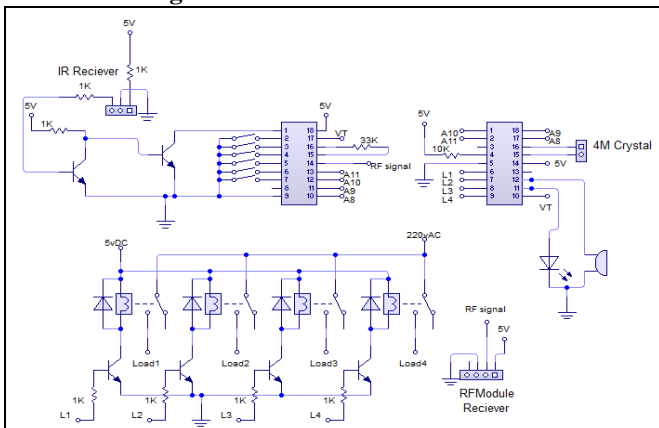 5V
IR Reciever
1K
1K
5V
1K
1
2
3
4
5
6
7
8
9
18
17
16
15
14
13
12
11
10
5V
VT
33K
RF signal
A11
A10
A9
A8
5V
10K
A10
A11
L1
L2
L3
L4
1
2
3
4
5
6
7
8
9
18
17
16
15
14
13
12
11
10
A9
A8
4M Crystal
5V
VT
5vDC
220vAC
Load1
Load2
Load3
Load4
1K
1K
1K
1K
L1
L2
L3
L4
RF signal
5V
RFModule
Reciever